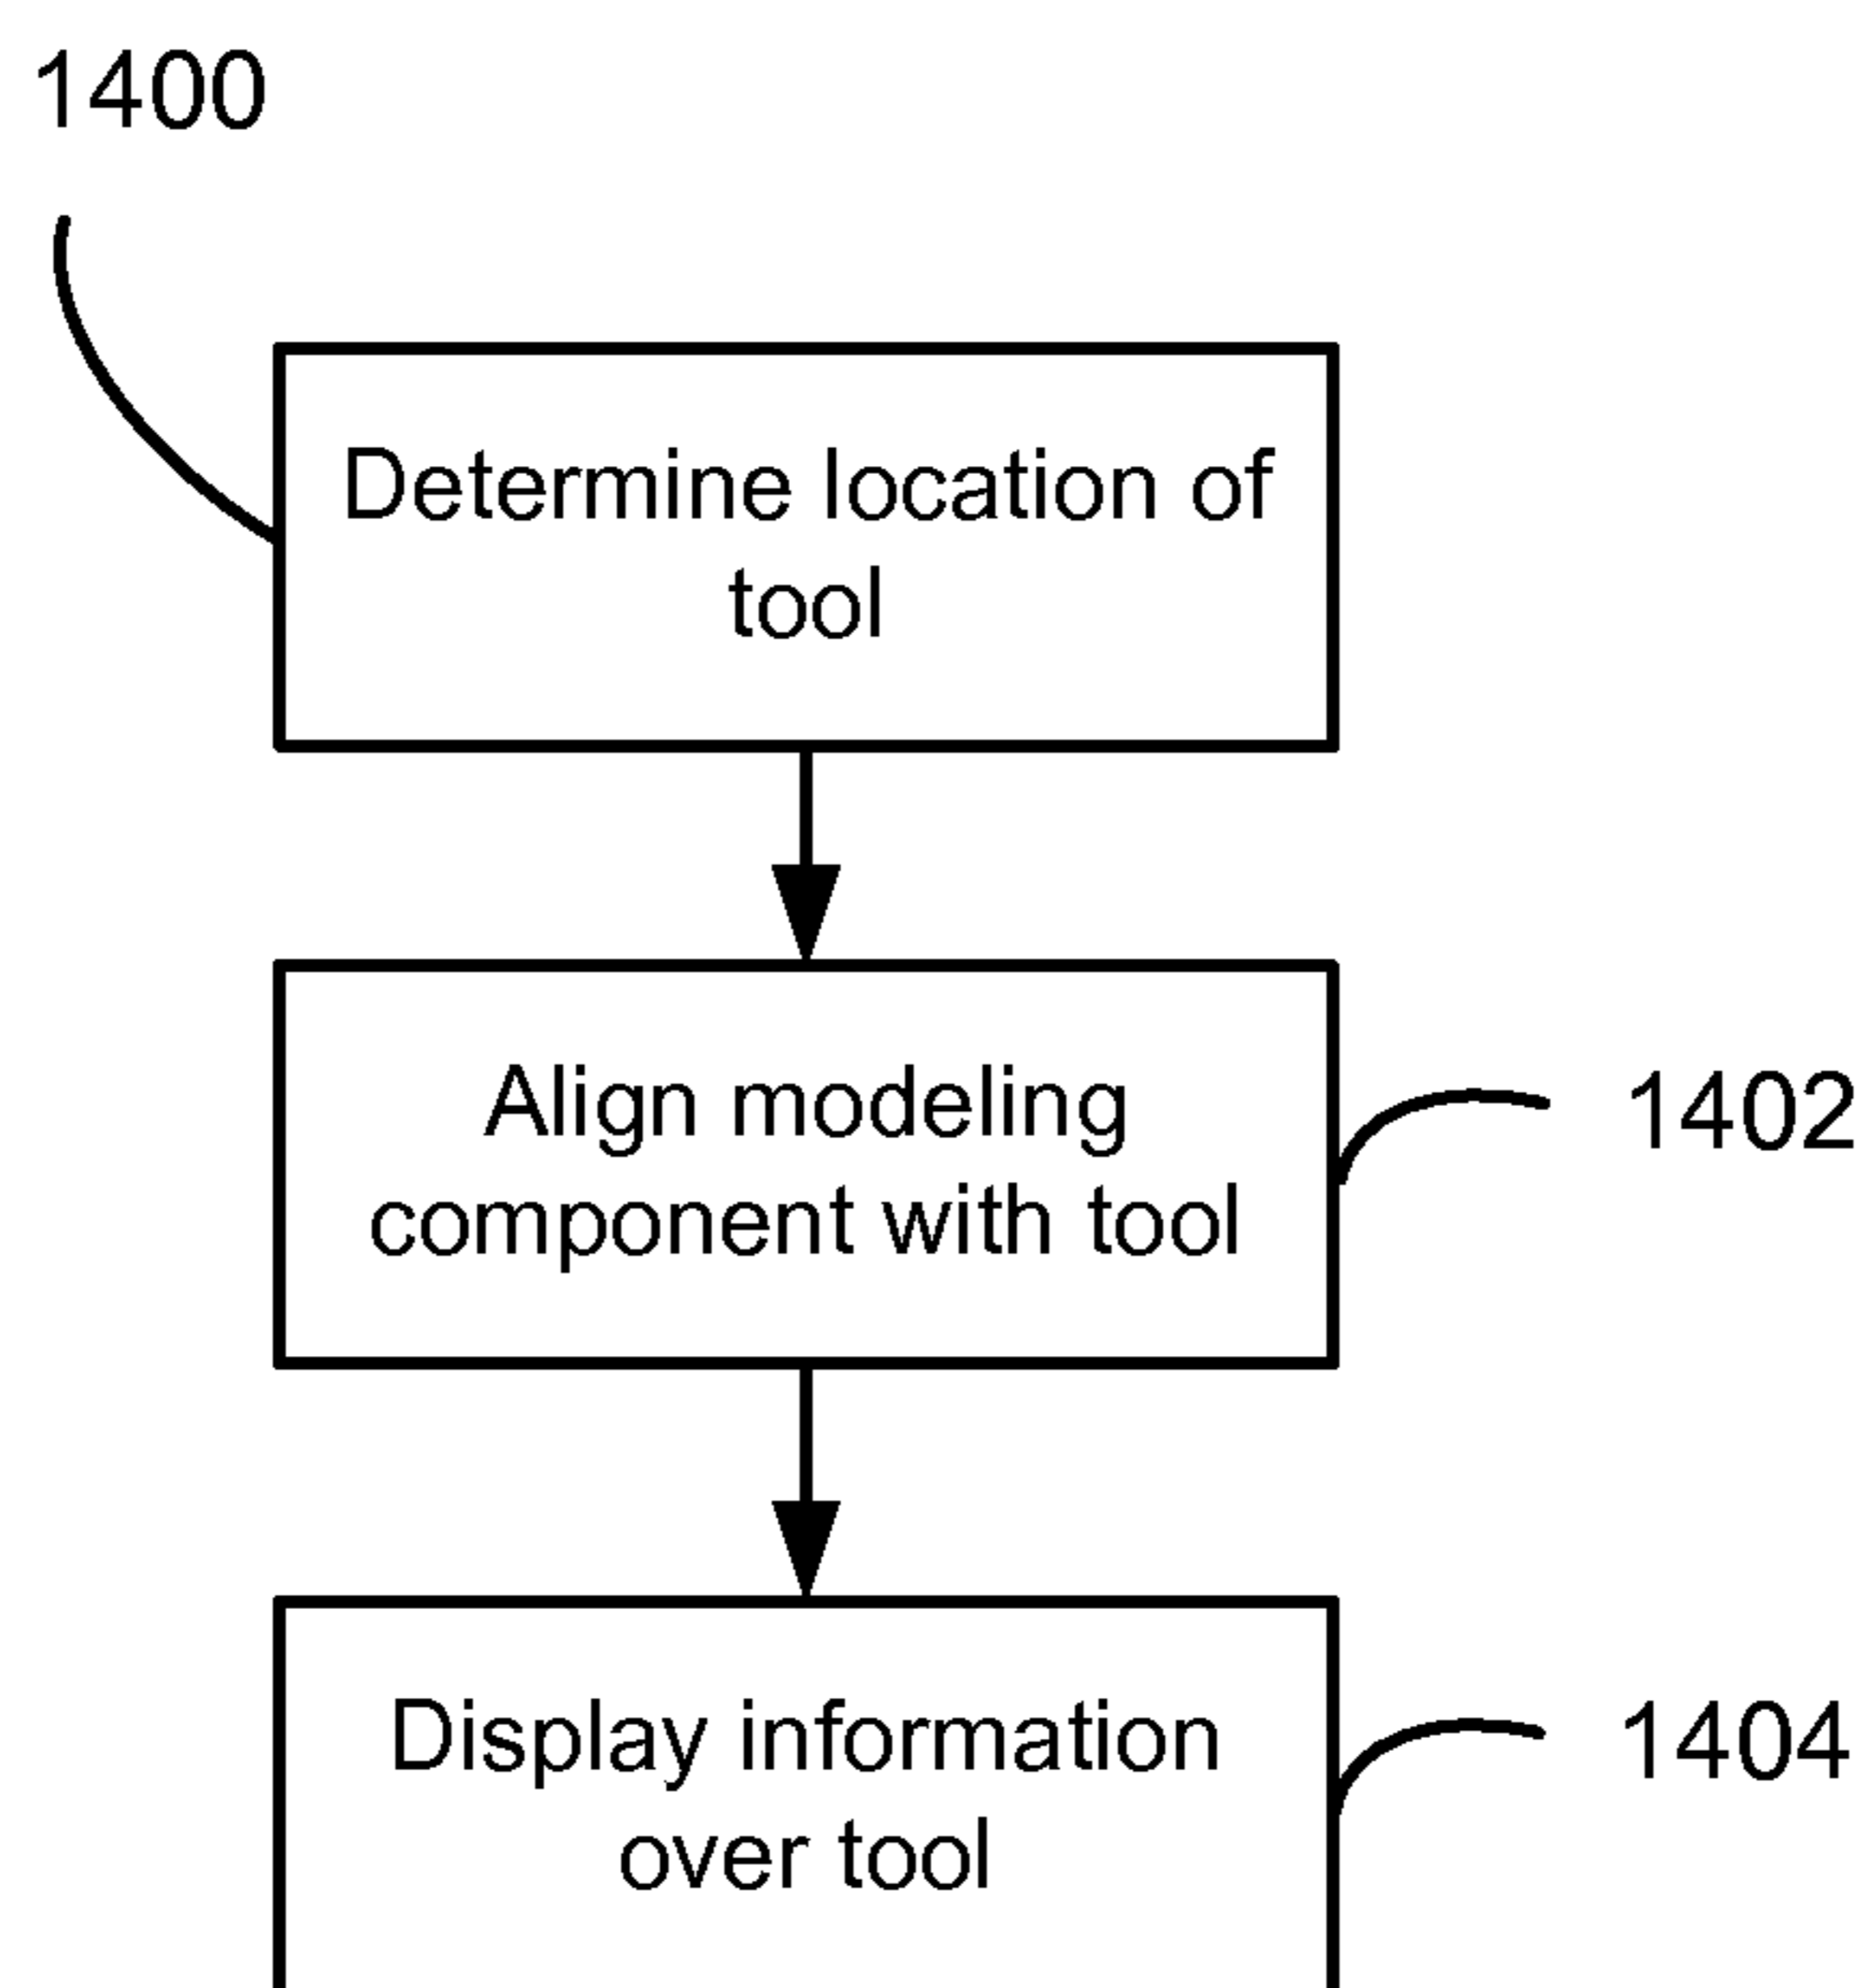 1400
Determine location of
tool
Align modeling
component with tool
1402
Display information
over tool
1404